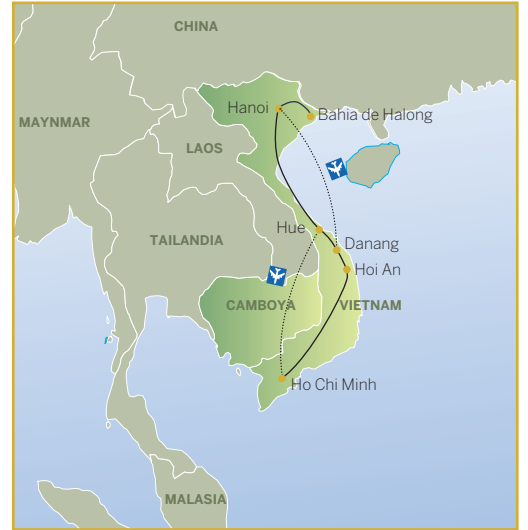 CHINA
Hanoi
Bahia de Halong
MAYNMAR
LAOS
Hue
TAILANDIA
Danang
Hoi An
CAMBOYA
VIETNAM
Ho Chi Minh
MALASIA